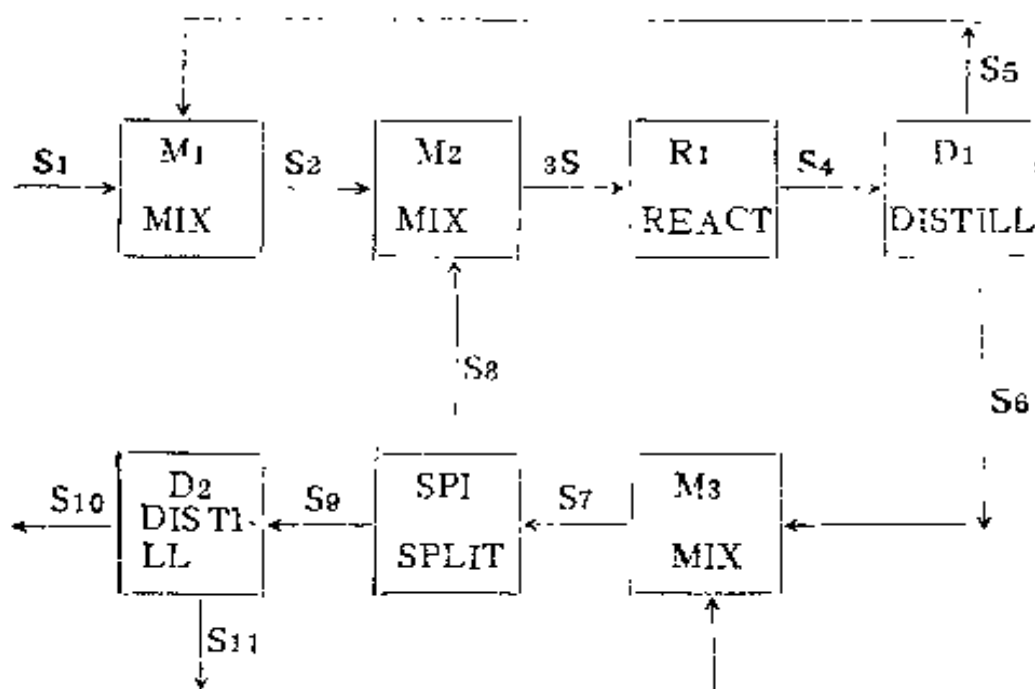 S5
S1
M1
MIX
S2
M2
MIX
3S
R1
REACT
S4
D1
DISTILL
S8
S6
S10
D2
DISTI
LL
S9
SPI
SPLIT
S7
M3
MIX
S11